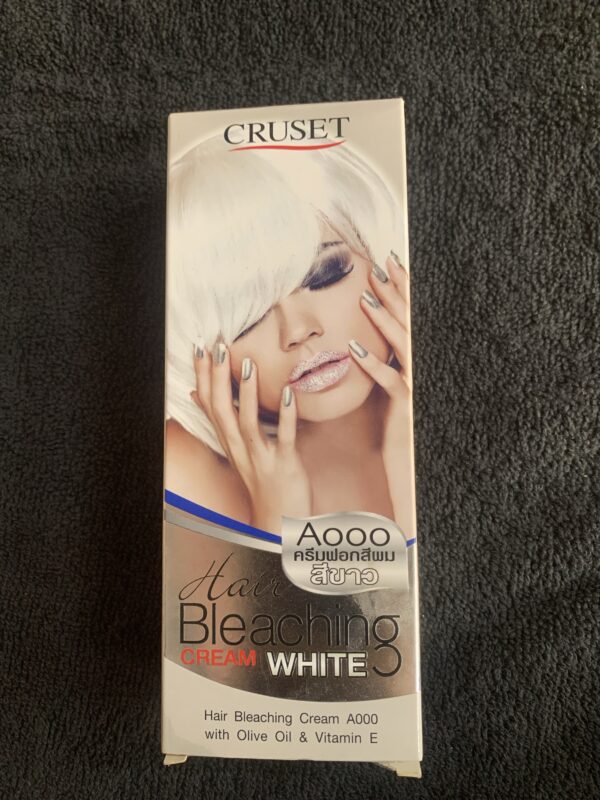 CRUSET
A000
ครีมฟอกสีผม
สีขาว
Hair
Bleaching
CREAM WHITE
Hair Bleaching Cream A000
with Olive Oil & Vitamin E